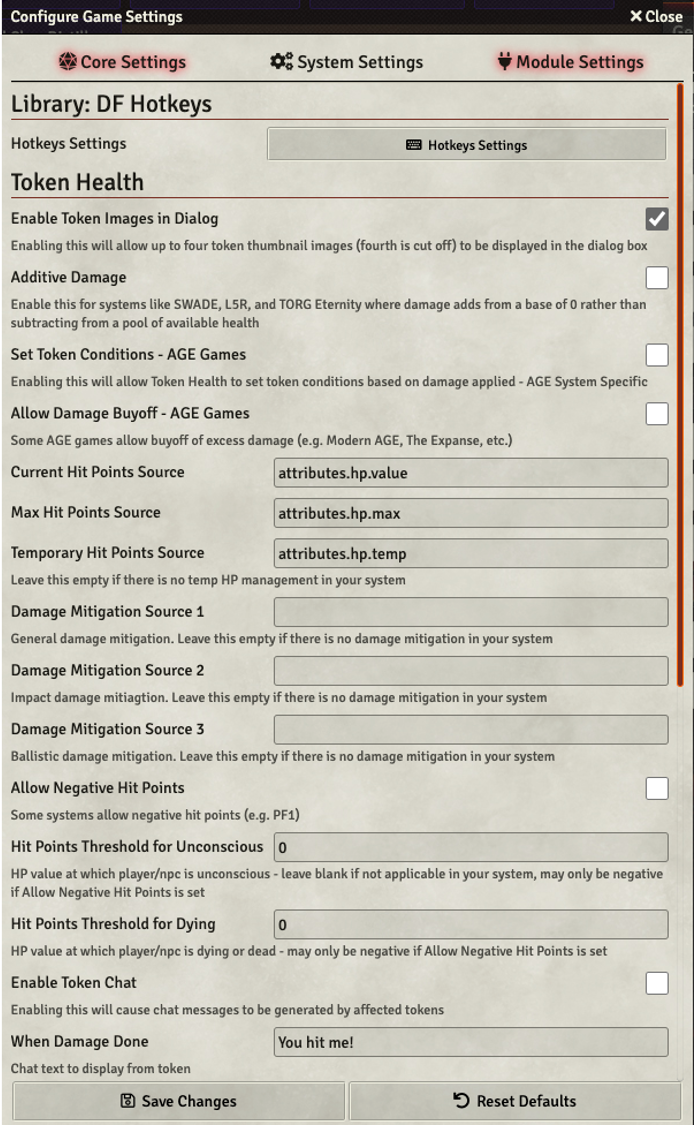 Configure Game Settings
Close
Core Settings
System Settings
Module Settings
Library: DF Hotkeys
Hotkeys Settings
Hotkeys Settings
Token Health
Enable Token Images in Dialog
Enabling this will allow up to four token thumbnail images (fourth is cut off) to be displayed in the dialog box
Additive Damage
Enable this for systems like SWADE, L5R, and TORG Eternity where damage adds from a base of 0 rather than
subtracting from a pool of available health
Set Token Conditions - AGE Games
Enabling this will allow Token Health to set token conditions based on damage applied - AGE System Specific
Allow Damage Buyoff - AGE Games
Some AGE games allow buyoff of excess damage (e.g. Modern AGE, The Expanse, etc.)
Current Hit Points Source
attributes.hp.value
Max Hit Points Source
attributes.hp.max
Temporary Hit Points Source
attributes.hp.temp
Leave this empty if there is no temp HP management in your system
Damage Mitigation Source 1
General damage mitigation. Leave this empty if there is no damage mitigation in your system
Damage Mitigation Source 2
Impact damage mitiagtion. Leave this empty if there is no damage mitigation in your system
Damage Mitigation Source 3
Ballistic damage mitigation. Leave this empty if there is no damage mitigation in your system
Allow Negative Hit Points
Some systems allow negative hit points (e.g. PF1)
Hit Points Threshold for Unconscious
0
HP value at which player/npc is unconscious - leave blank if not applicable in your system, may only be negative
if Allow Negative Hit Points is set
Hit Points Threshold for Dying
0
HP value at which player/npc is dying or dead - may only be negative if Allow Negative Hit Points is set
Enable Token Chat
Enabling this will cause chat messages to be generated by affected tokens
When Damage Done
You hit me!
Chat text to display from token
Save Changes
Reset Defaults